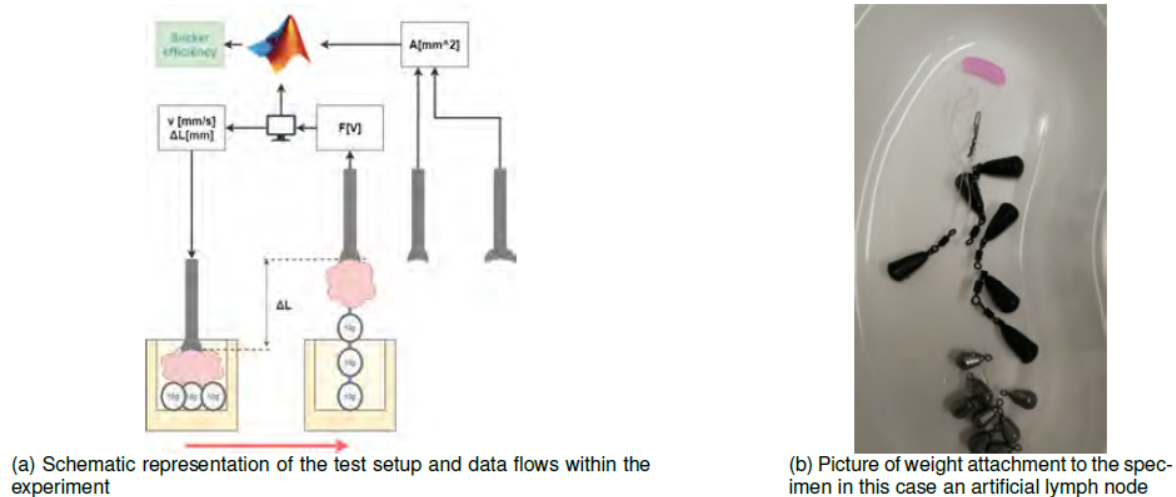 Sucker
efficiency
A[mm^2]
v [mm/s]
ΔL[mm]
F[V]
ΔL
10g
10g
10g
10g
10g
10g
(a) Schematic representation of the test setup and data flows within the
experiment
(b) Picture of weight attachment to the spec-
imen in this case an artificial lymph node